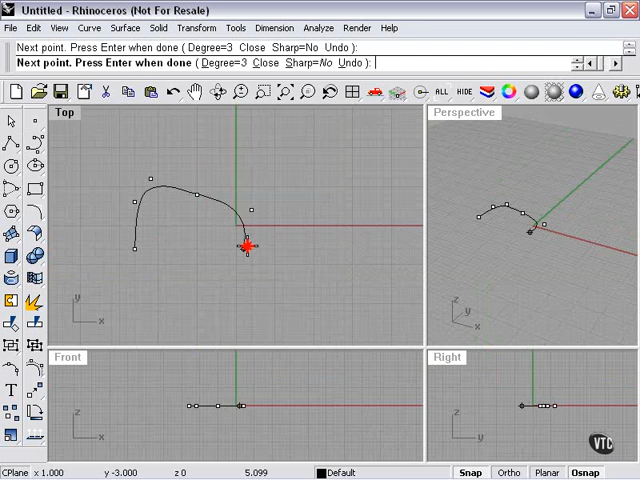 Untitled - Rhinoceros (Not For Resale)
File Edit View Curve Surface Solid Transform Tools Dimension Analyze Render Help
Next point. Press Enter when done ( Degree=3 Close Sharp=No Undo ):
Next point. Press Enter when done ( Degree=3 Close Sharp=No Undo ):
ALL HIDE
Top
Perspective
y
x
z
y
x
T
Front
Right
z
x
z
y
VTC
CPlane x 1.000 y -3.000 z 0 5.099 Default Snap Ortho Planar Osnap